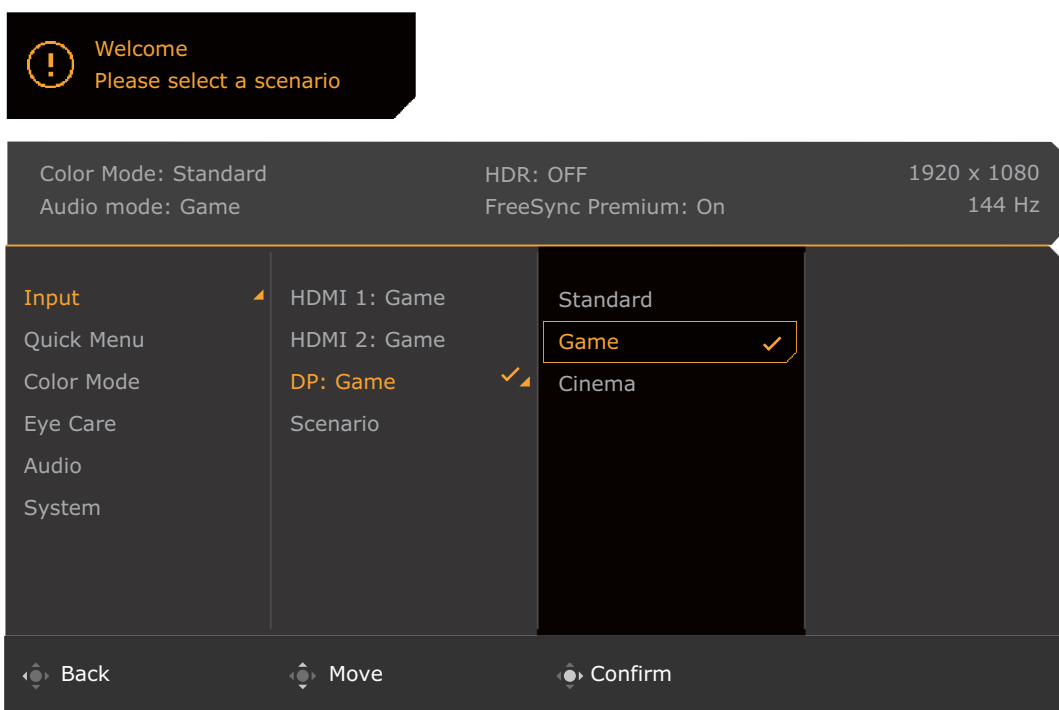 Welcome
Please select a scenario
Color Mode: Standard
HDR: OFF
1920 x 1080
Audio mode: Game
FreeSync Premium: On
144 Hz
Input
Quick Menu
Color Mode
Eye Care
Audio
System
HDMI 1: Game
HDMI 2: Game
DP: Game
Scenario
Standard
Game
Cinema
Back
Move
Confirm